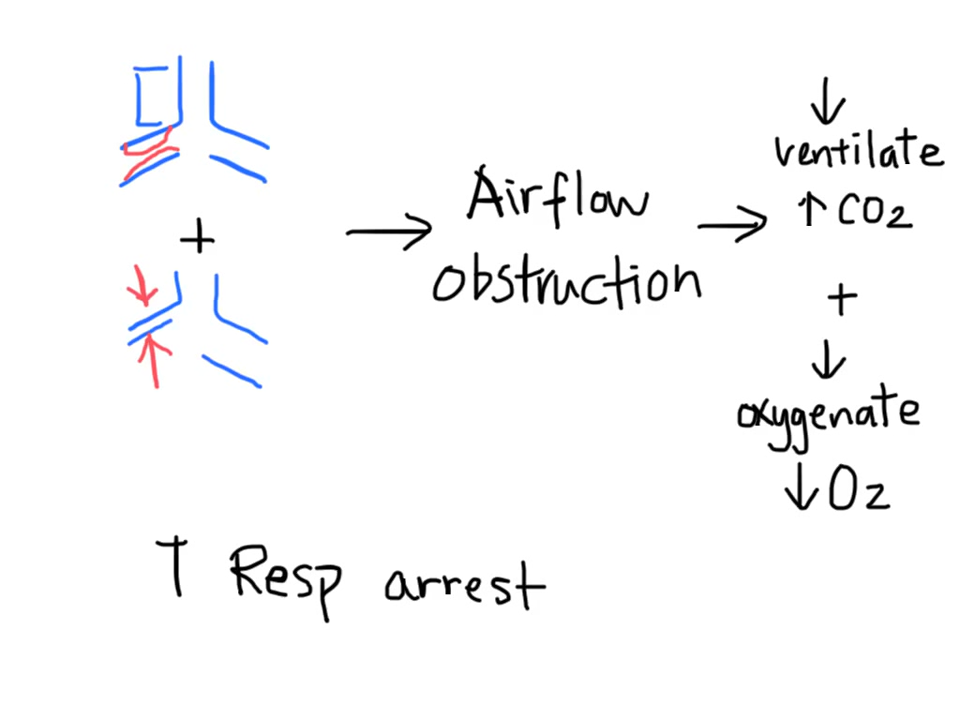 +
→ Airflow
obstruction
→ ↓
ventilate
↑ CO2
+
↓
oxygenate
↓ O2
↑ Resp arrest